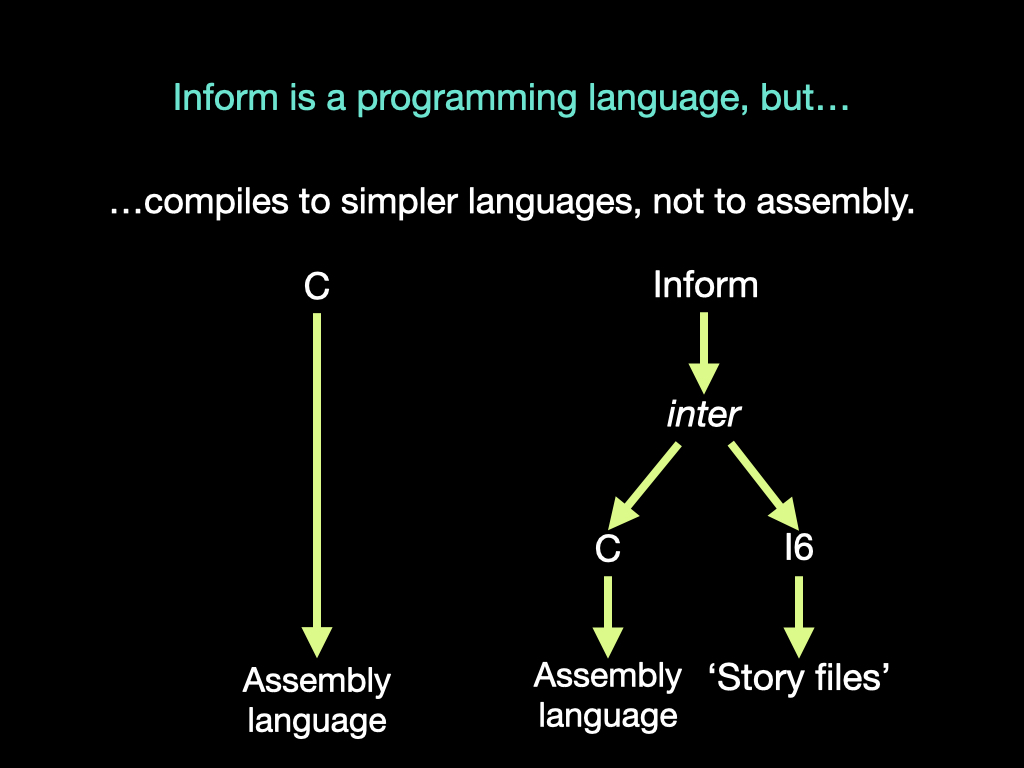 Inform is a programming language, but…
…compiles to simpler languages, not to assembly.
C
Inform
inter
C
I6
Assembly
language
Assembly
language
‘Story files’